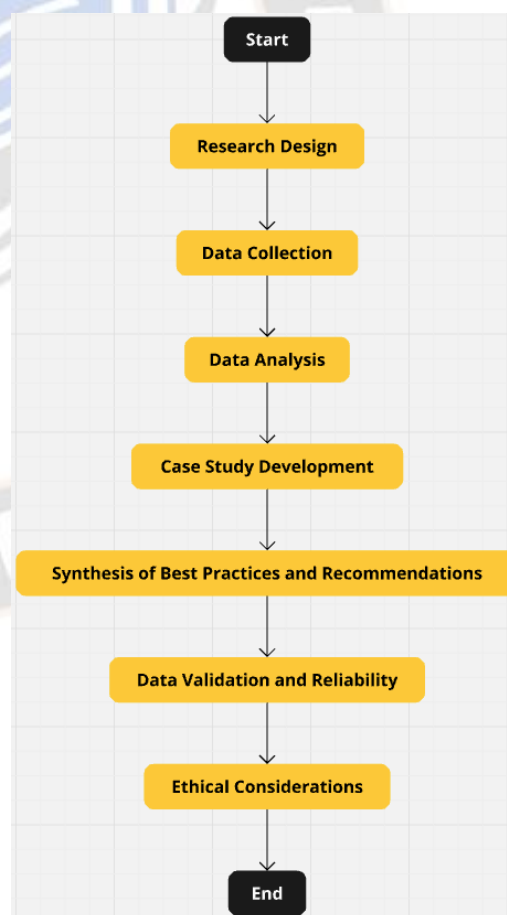 Start
Research Design
Data Collection
Data Analysis
Case Study Development
Synthesis of Best Practices and Recommendations
Data Validation and Reliability
Ethical Considerations
End